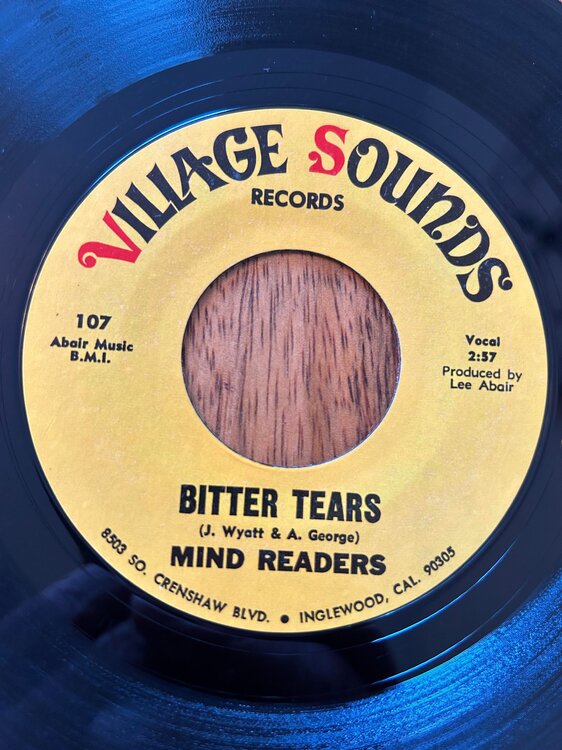 VILLAGE SOUNDS
RECORDS
107
Abair Music
B.M.I.
Vocal
2:57
Produced by
Lee Abair
BITTER TEARS
(J. Wyatt & A. George)
MIND READERS
8503 SO. CRENSHAW BLVD. • INGLEWOOD, CAL. 90305